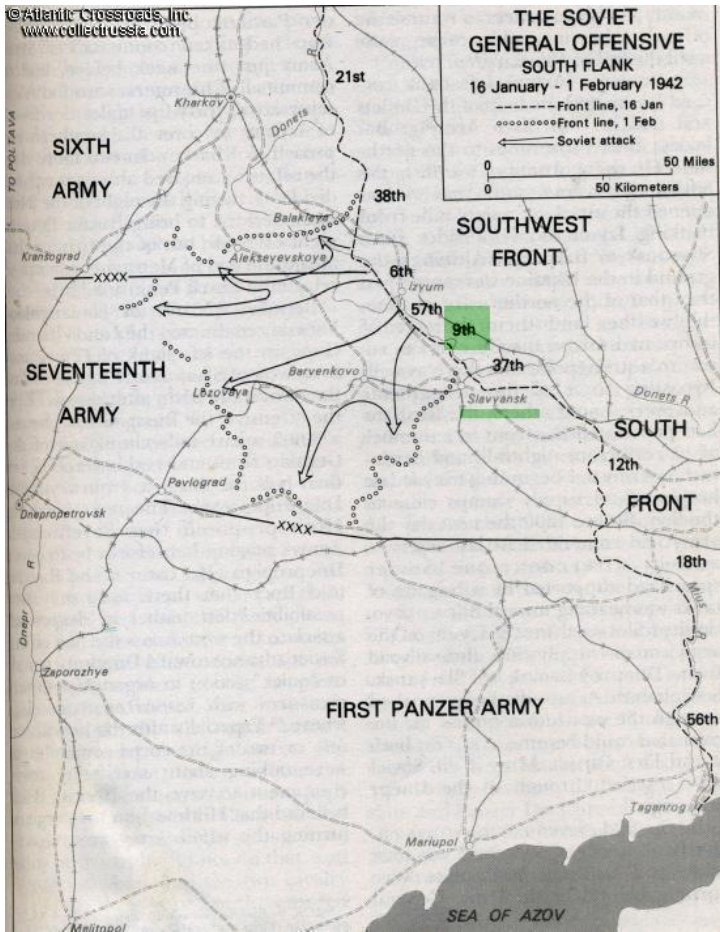 © Atlantic Crossroads, Inc.
www.collectrussia.com
THE SOVIET
GENERAL OFFENSIVE
SOUTH FLANK
16 January - 1 February 1942
Front line, 16 Jan
Front line, 1 Feb
Soviet attack
0 50 Miles
0 50 Kilometers
21st
Kharkov
Donets
TO POLTAVA
SIXTH
ARMY
38th
Balakleya
SOUTHWEST
FRONT
Krasnograd
Alekseyevskoye
XXXX
6th
Izyum
57th
9th
37th
SEVENTEENTH
ARMY
Barvenkovo
Lozovaya
Slavyansk
Donets R
SOUTH
12th
FRONT
Pavlograd
Dnepropetrovsk
XXXX
18th
Dnepr R
Mius R
Zaporozhye
FIRST PANZER ARMY
56th
Taganrog
Mariupol
SEA OF AZOV
Melitopol